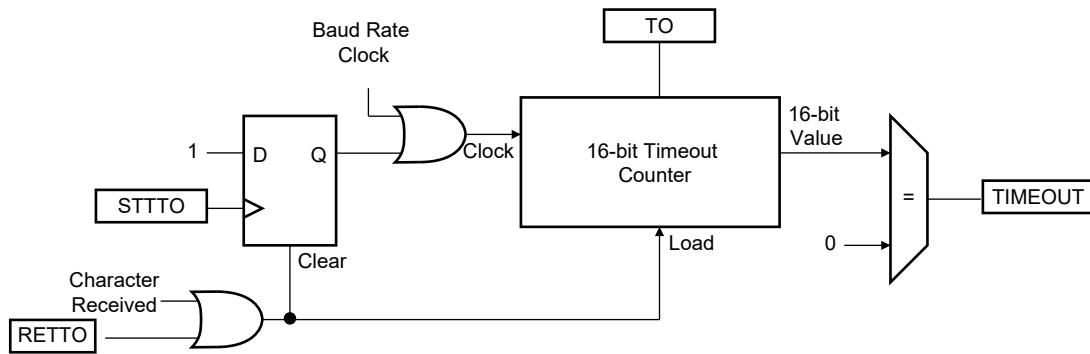 TO
Baud Rate
Clock
16-bit
Value
1
D
Q
Clock
16-bit Timeout
Counter
STTTO
=
TIMEOUT
0
Load
Clear
Character
Received
RETTO